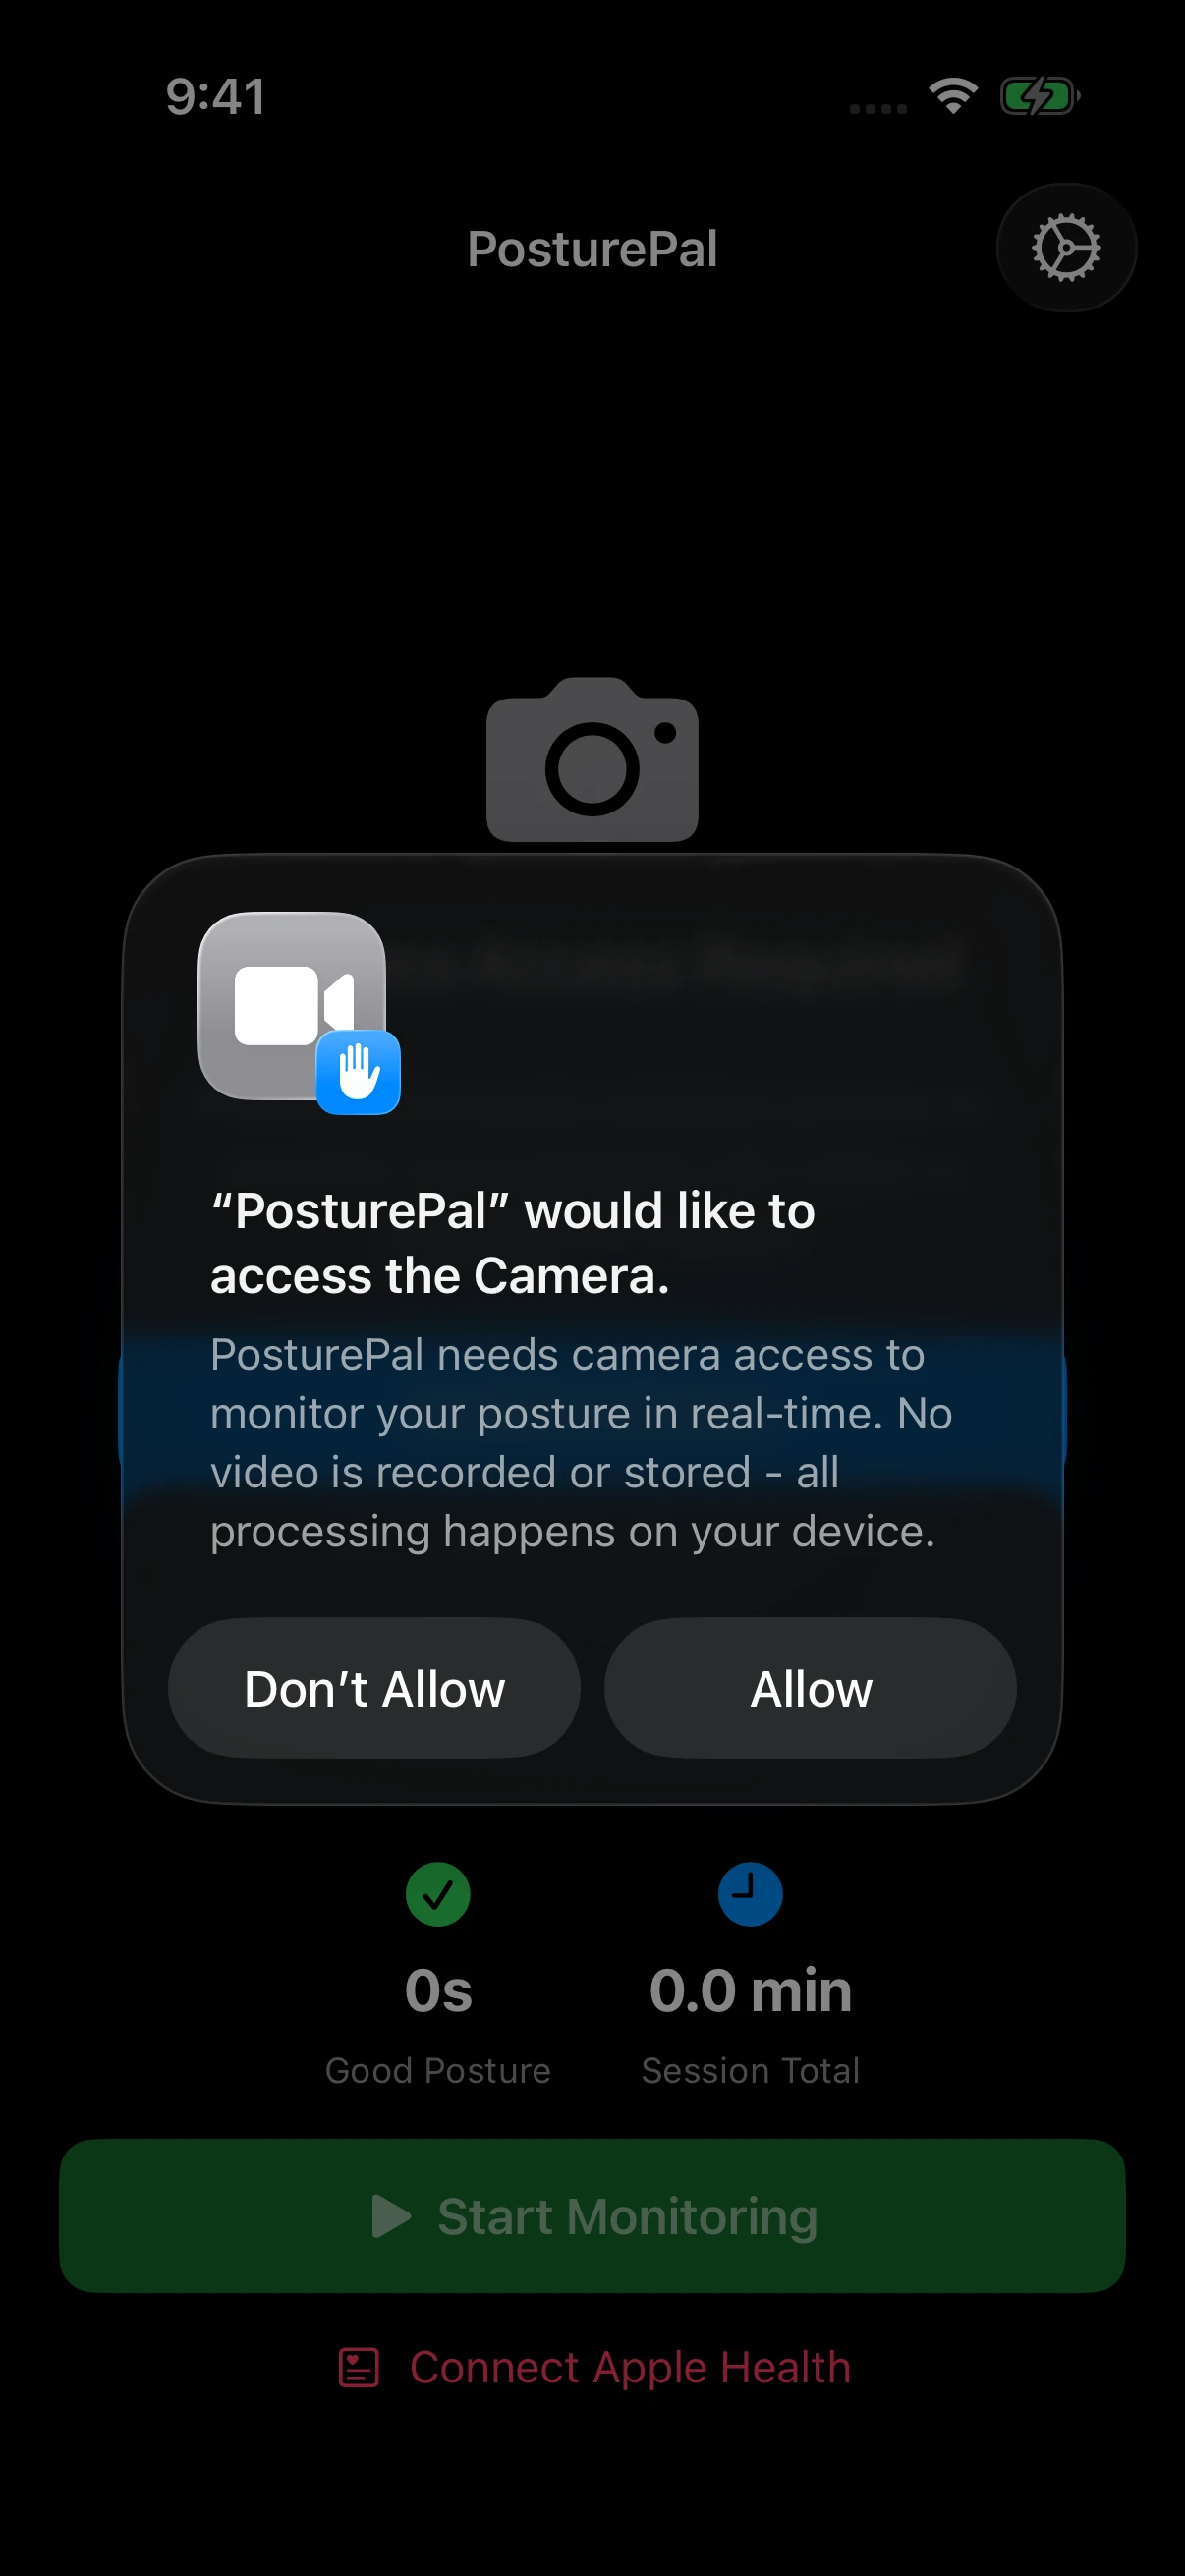 9:41
PosturePal
“PosturePal” would like to
access the Camera.
PosturePal needs camera access to
monitor your posture in real-time. No
video is recorded or stored - all
processing happens on your device.
Don’t Allow
Allow
0s
0.0 min
Good Posture
Session Total
Start Monitoring
Connect Apple Health